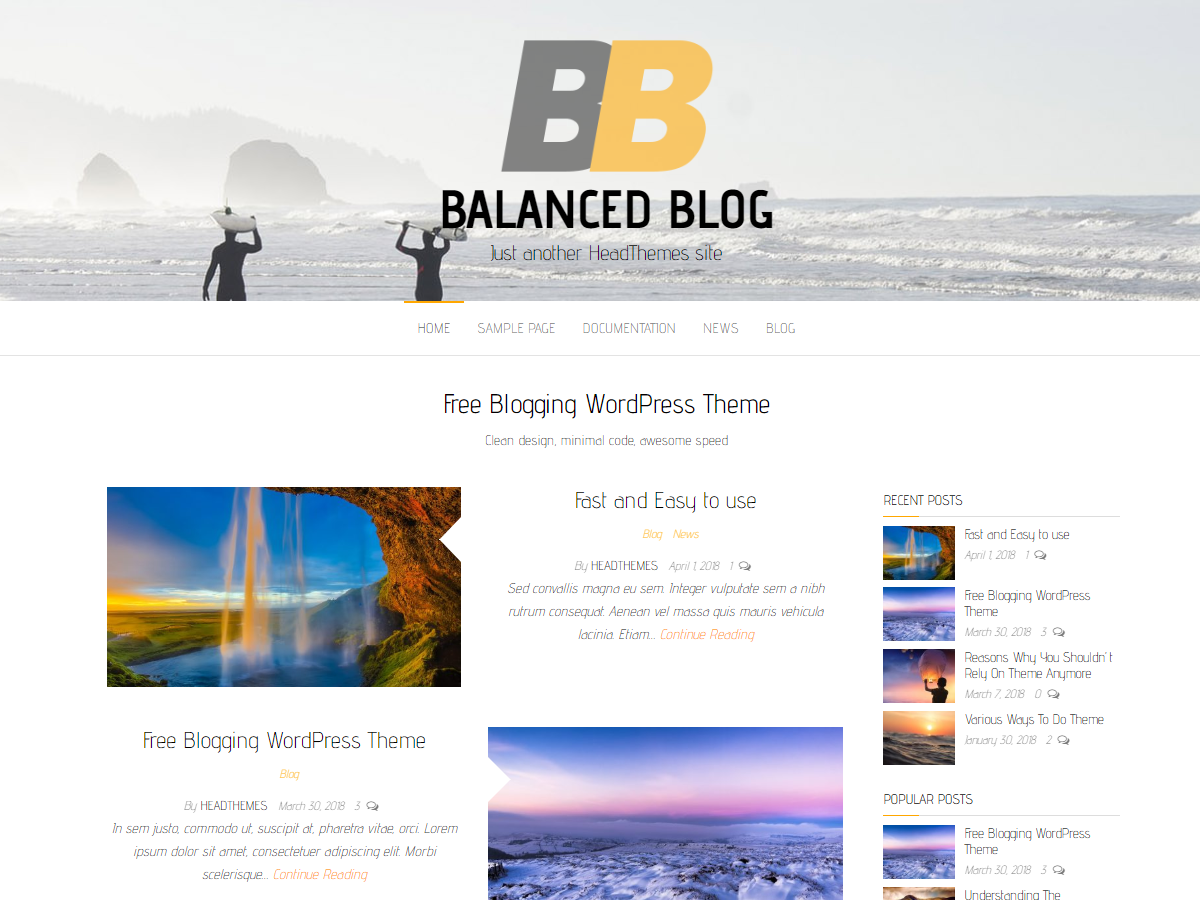 BB
BALANCED BLOG
Just another HeadThemes site
HOME SAMPLE PAGE DOCUMENTATION NEWS BLOG
Free Blogging WordPress Theme
Clean design, minimal code, awesome speed
Fast and Easy to use
Blog News
By HEADTHEMES April 1, 2018 1
Sed convallis magna eu sem. Integer vulputate sem a nibh
rutrum consequat. Aenean vel massa quis mauris vehicula
lacinia. Etiam... Continue Reading
Free Blogging WordPress Theme
Blog
By HEADTHEMES March 30, 2018 3
In sem justo, commodo ut, suscipit at, pharetra vitae, orci. Lorem
ipsum dolor sit amet, consectetuer adipiscing elit. Morbi
scelerisque... Continue Reading
RECENT POSTS
Fast and Easy to use
April 1, 2018 1
Free Blogging WordPress
Theme
March 30, 2018 3
Reasons Why You Shouldn't
Rely On Theme Anymore
March 7, 2018 0
Various Ways To Do Theme
January 30, 2018 2
POPULAR POSTS
Free Blogging WordPress
Theme
March 30, 2018 3
Understanding The